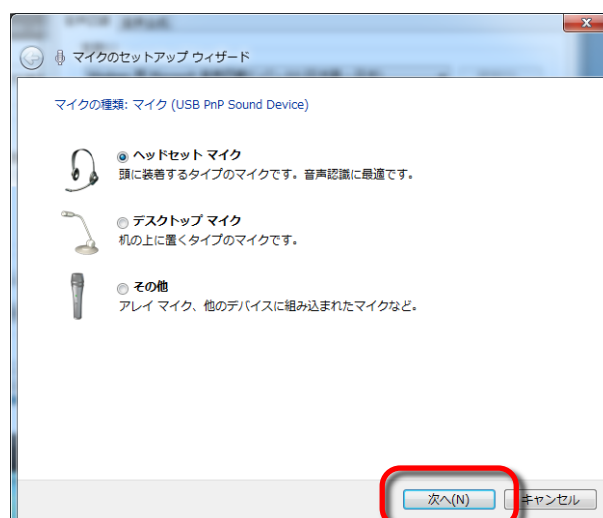 マイクのセットアップ ウィザード
マイクの種類: マイク (USB PnP Sound Device)
ヘッドセット マイク
頭に装着するタイプのマイクです。音声認識に最適です。
デスクトップ マイク
机の上に置くタイプのマイクです。
その他
アレイ マイク、他のデバイスに組み込まれたマイクなど。
次へ(N)
キャンセル